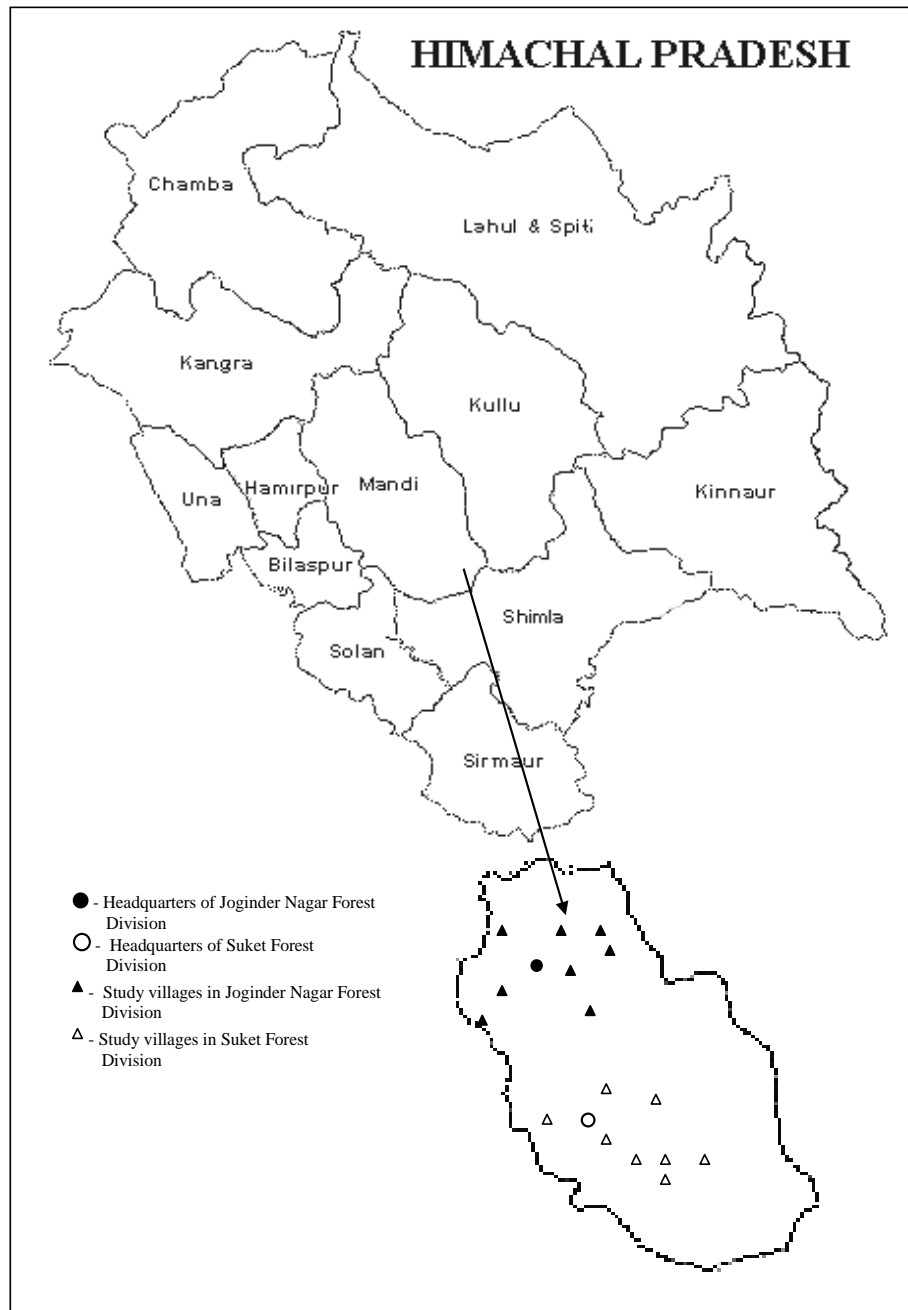 HIMACHAL PRADESH
Chamba
Lahul & Spiti
Kangra
Kullu
Una
Hamirpur
Mandi
Kinnaur
Bilaspur
Shimla
Solan
Sirmaur
- Headquarters of Joginder Nagar Forest
Division
- Headquarters of Suket Forest
Division
- Study villages in Joginder Nagar Forest
Division
- Study villages in Suket Forest
Division